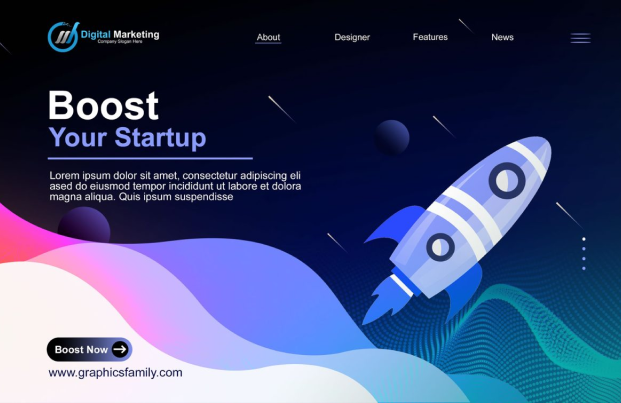 Digital Marketing
Company Slogan Here
About
Designer
Features
News
Boost
Your Startup
Lorem ipsum dolor sit amet, consectetur adipiscing eli
ased do eiusmod tempor incididunt ut labore et dolora
magna aliqua. Quis ipsum suspendisse
Boost Now
www.graphicsfamily.com